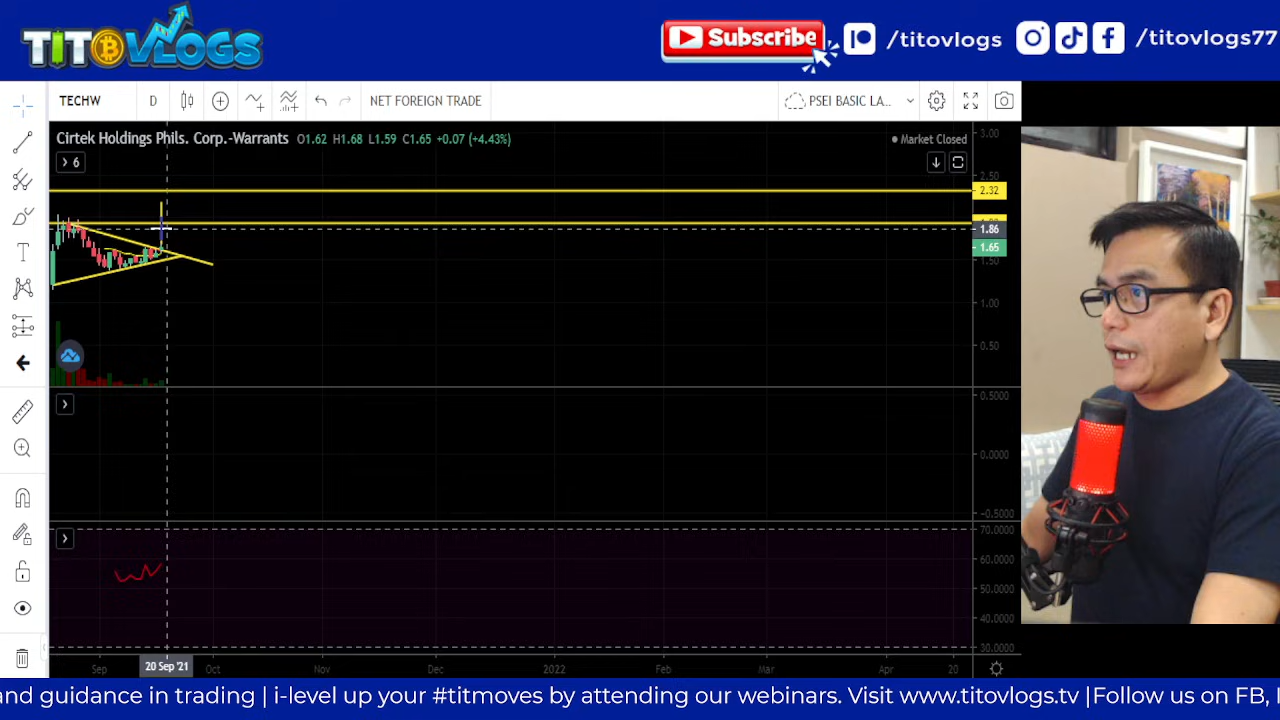 TITOVLOGS
Subscribe
/titovlogs
/titovlogs77
TECHW
D
NET FOREIGN TRADE
PSEI BASIC LA...
Cirtek Holdings Phils. Corp.-Warrants O1.62 H1.68 L1.59 C1.65 +0.07 (+4.43%)
Market Closed
6
3.00
2.50
2.32
1.86
1.65
1.50
1.00
0.50
0.5000
0.0000
-0.5000
70.0000
60.0000
50.0000
40.0000
30.0000
Sep
20 Sep '21
Oct
Nov
Dec
2022
Feb
Mar
Apr
20
and guidance in trading | i-level up your #titmoves by attending our webinars. Visit www.titovlogs.tv |Follow us on FB,